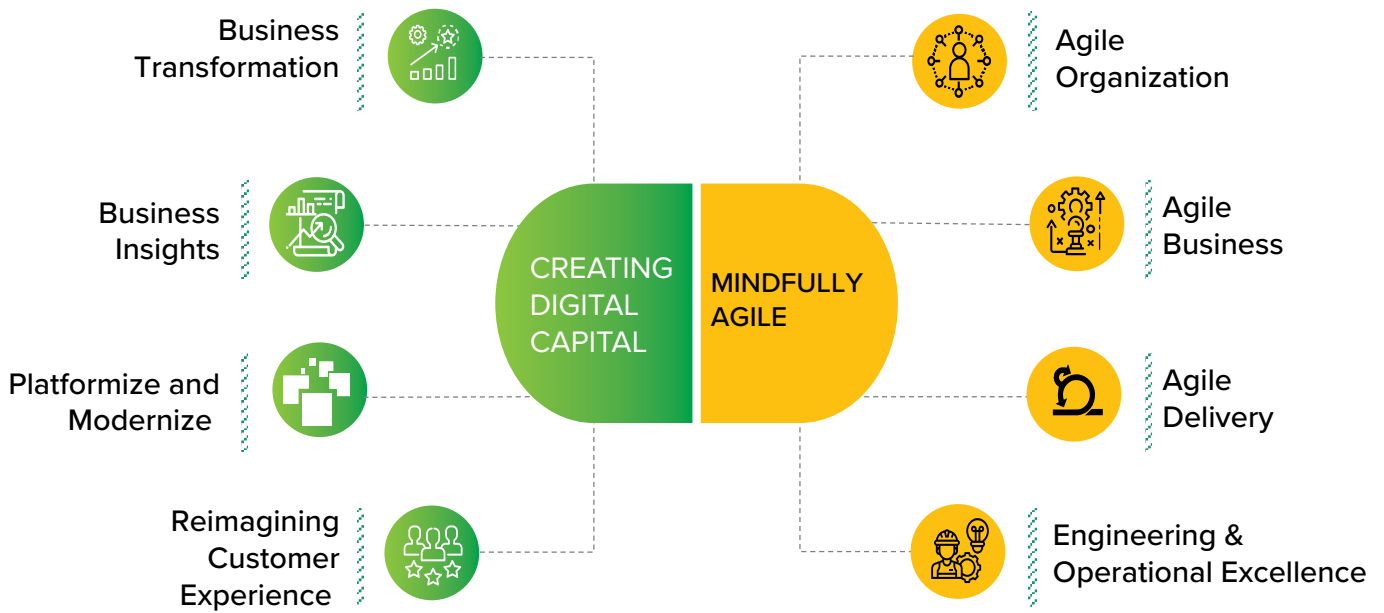 Business
Transformation
Business
Insights
Platformize and
Modernize
Reimagining
Customer
Experience
CREATING
DIGITAL
CAPITAL
MINDFULLY
AGILE
Agile
Organization
Agile
Business
Agile
Delivery
Engineering &
Operational Excellence